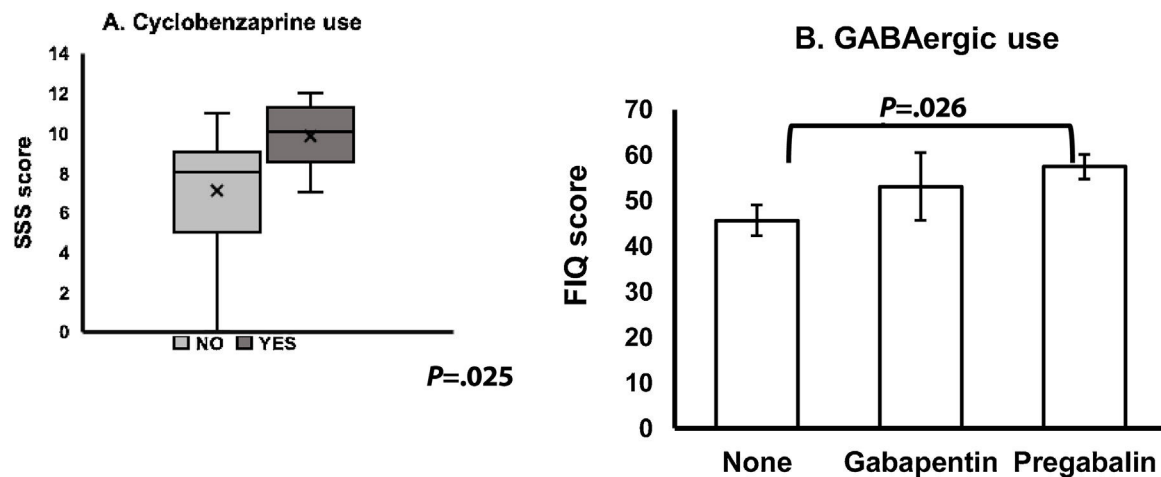 A. Cyclobenzaprine use
SSS score
14
12
10
8
6
4
2
0
NO YES
P=.025
B. GABAergic use
P=.026
FIQ score
70
60
50
40
30
20
10
0
None Gabapentin Pregabalin